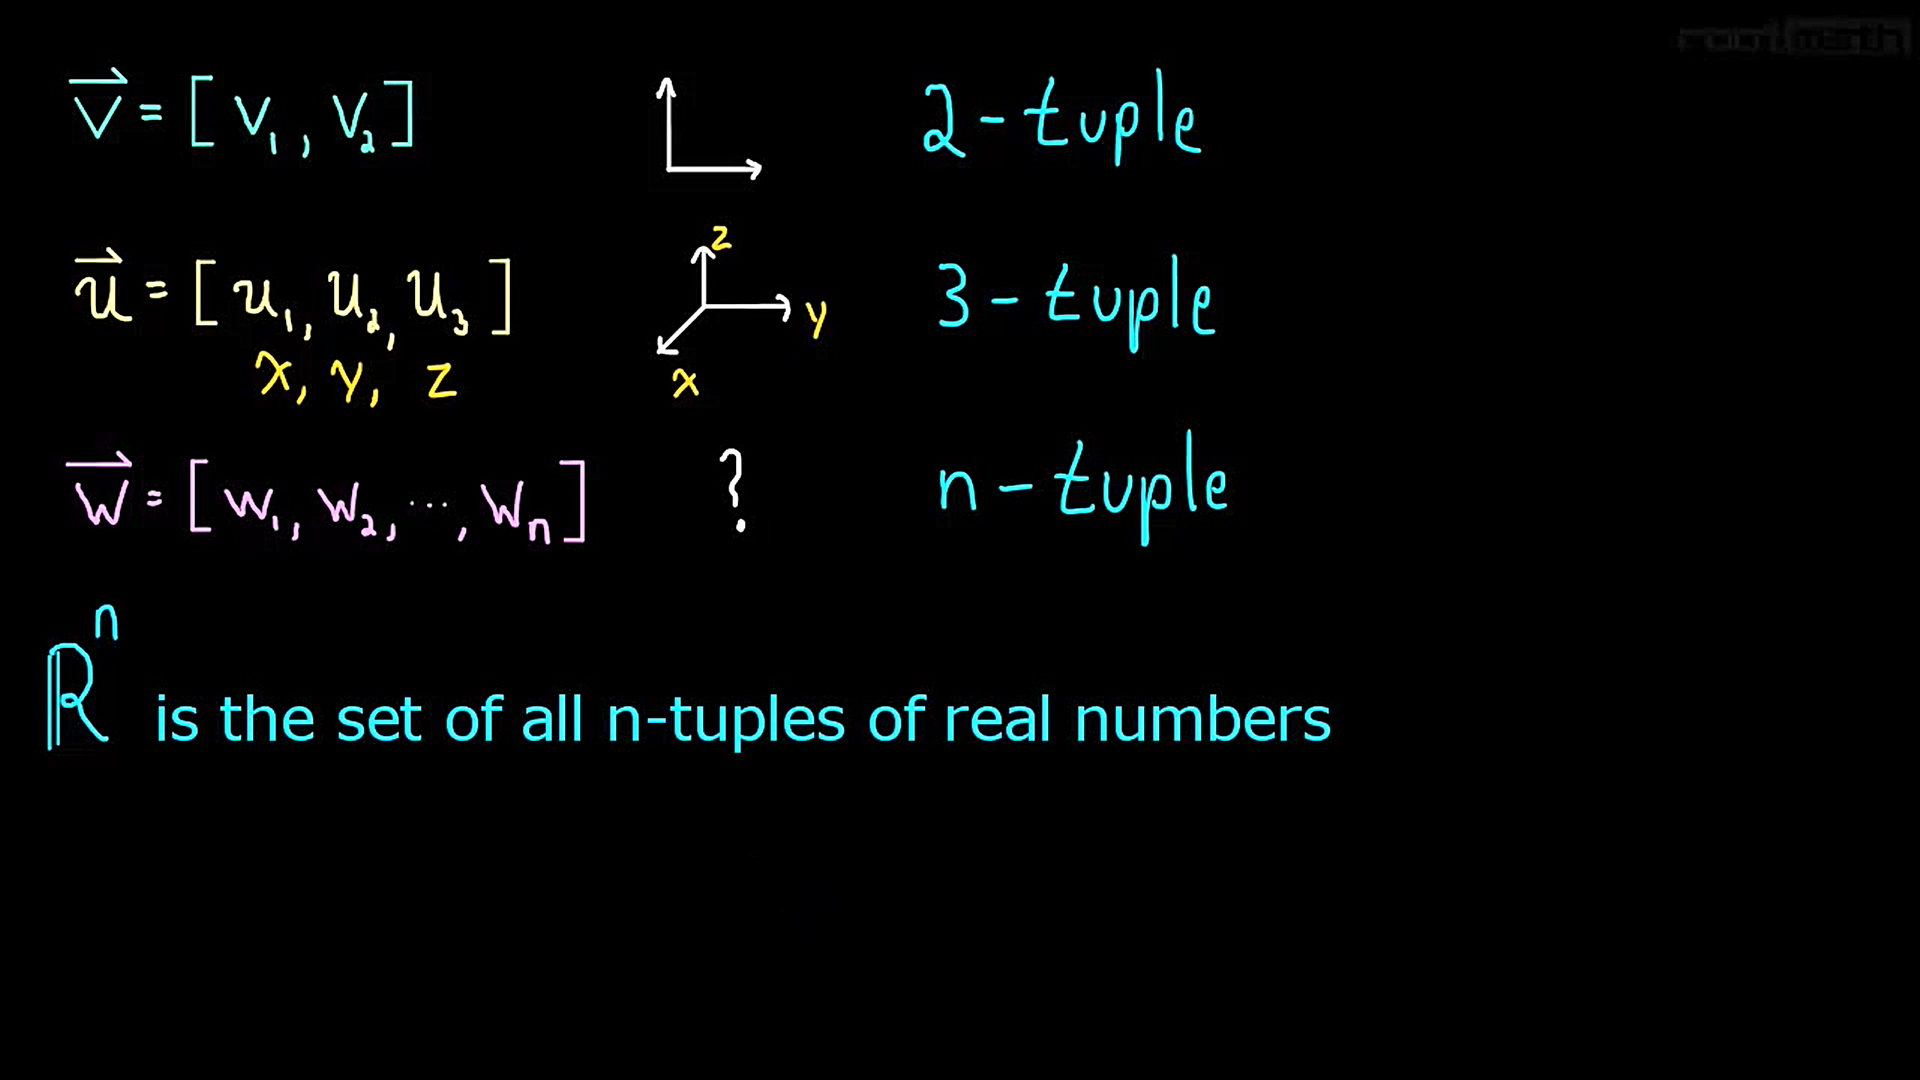 v⃗ = [ v₁ , v₂ ] 2 - tuple
z
u⃗ = [ u₁, u₂, u₃ ] y 3 - tuple
x, y, z x
w⃗ = [ w₁, w₂, ⋯, wₙ ] ? n - tuple
ℝⁿ is the set of all n-tuples of real numbers